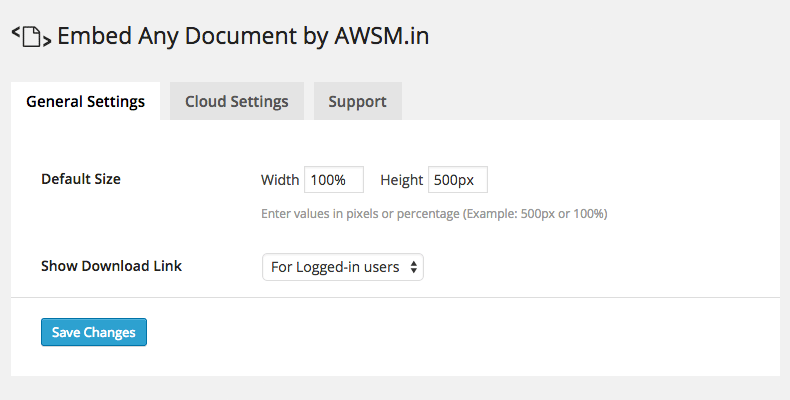 Embed Any Document by AWSM.in
General Settings Cloud Settings Support
Default Size Width 100% Height 500px
Enter values in pixels or percentage (Example: 500px or 100%)
Show Download Link For Logged-in users
Save Changes